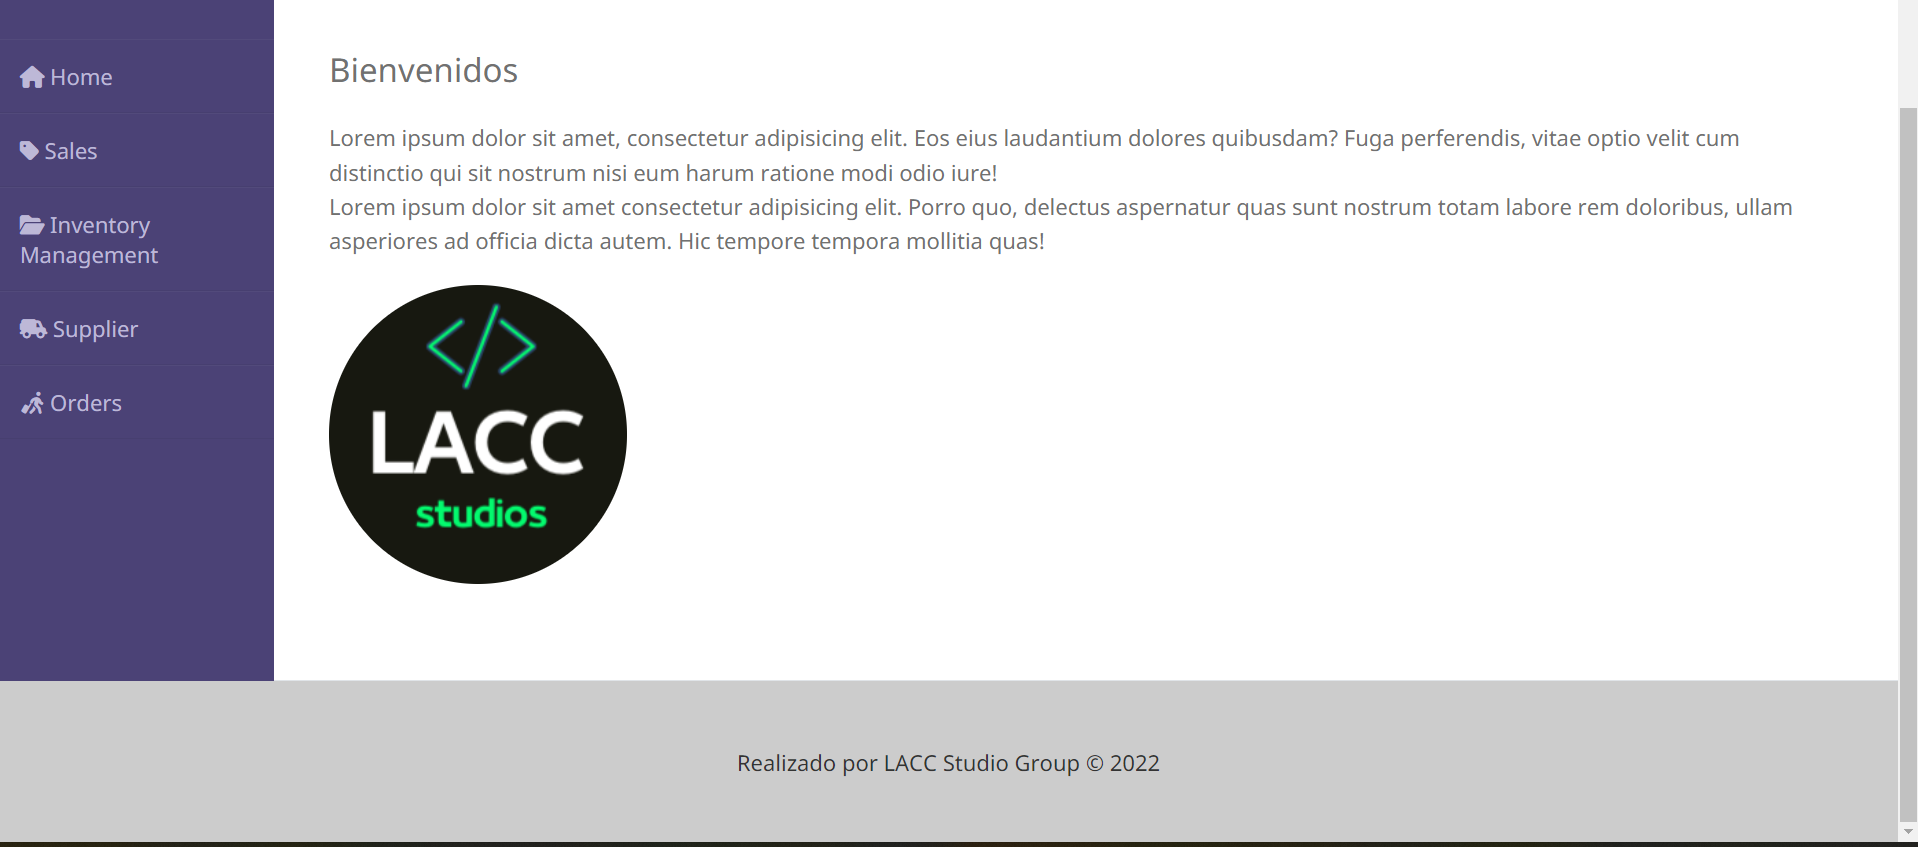 Home
Sales
Inventory
Management
Supplier
Orders
Bienvenidos
Lorem ipsum dolor sit amet, consectetur adipisicing elit. Eos eius laudantium dolores quibusdam? Fuga perferendis, vitae optio velit cum
distinctio qui sit nostrum nisi eum harum ratione modi odio iure!
Lorem ipsum dolor sit amet consectetur adipisicing elit. Porro quo, delectus aspernatur quas sunt nostrum totam labore rem doloribus, ullam
asperiores ad officia dicta autem. Hic tempore tempora mollitia quas!
</>
LACC
studios
Realizado por LACC Studio Group © 2022